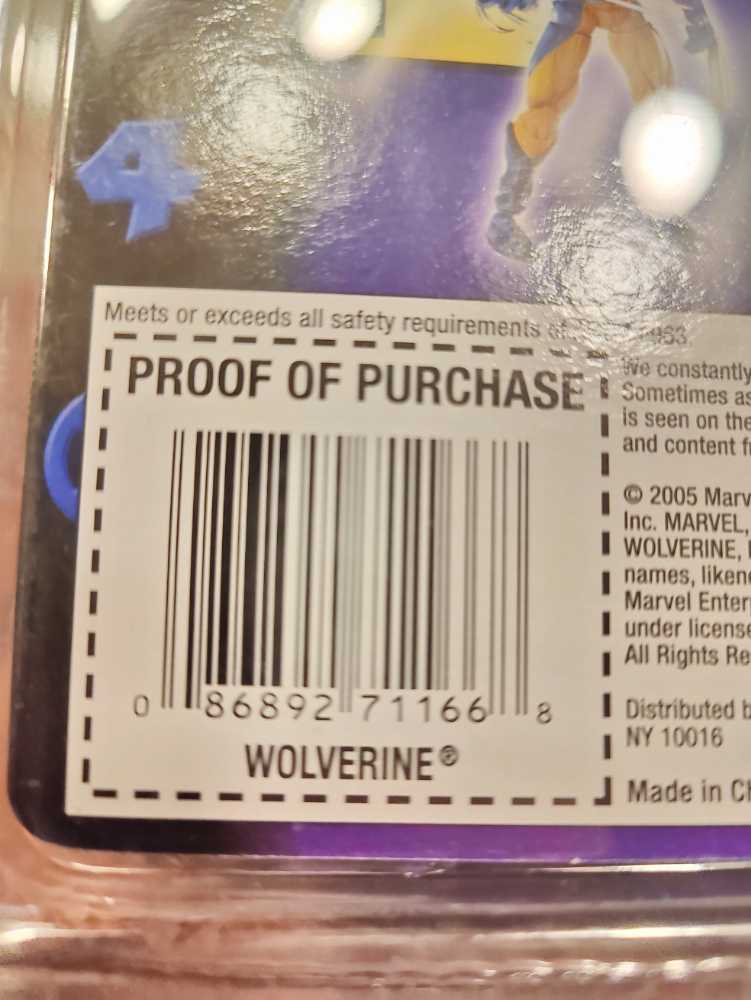 4
Meets or exceeds all safety requirements
PROOF OF PURCHASE
0 86892 71166 8
WOLVERINE®
We constantly
Sometimes as
is seen on the
and content f
© 2005 Marv
Inc. MARVEL,
WOLVERINE,
names, liken
Marvel Enter
under license
All Rights Re
Distributed b
NY 10016
Made in Ch